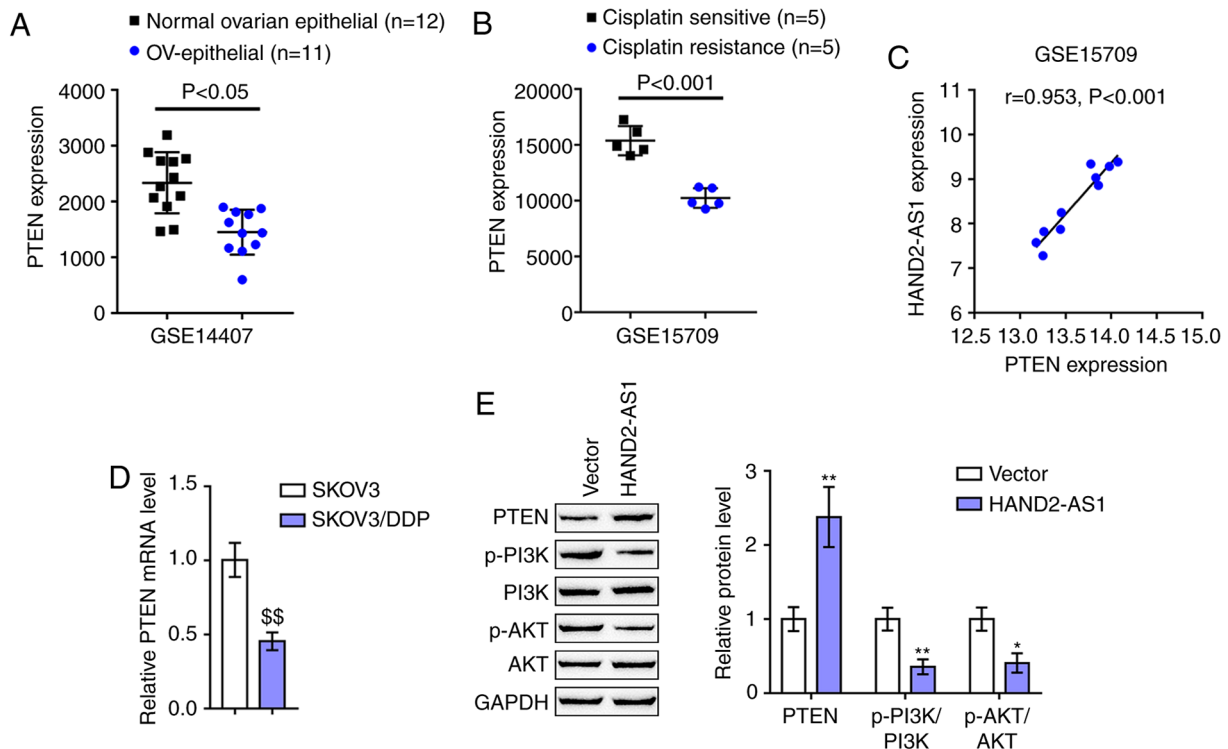 A
Normal ovarian epithelial (n=12)
OV-epithelial (n=11)
P<0.05
PTEN expression
4000
3000
2000
1000
0
GSE14407
B
Cisplatin sensitive (n=5)
Cisplatin resistance (n=5)
P<0.001
PTEN expression
20000
15000
10000
5000
0
GSE15709
C
GSE15709
r=0.953, P<0.001
HAND2-AS1 expression
11
10
9
8
7
6
12.5 13.0 13.5 14.0 14.5 15.0
PTEN expression
D
Relative PTEN mRNA level
1.5
1.0
0.5
0.0
SKOV3
SKOV3/DDP
$$
E
Vector
HAND2-AS1
PTEN
p-PI3K
PI3K
p-AKT
AKT
GAPDH
Relative protein level
3
2
1
0
Vector
HAND2-AS1
**
**
*
PTEN
p-PI3K/
PI3K
p-AKT/
AKT